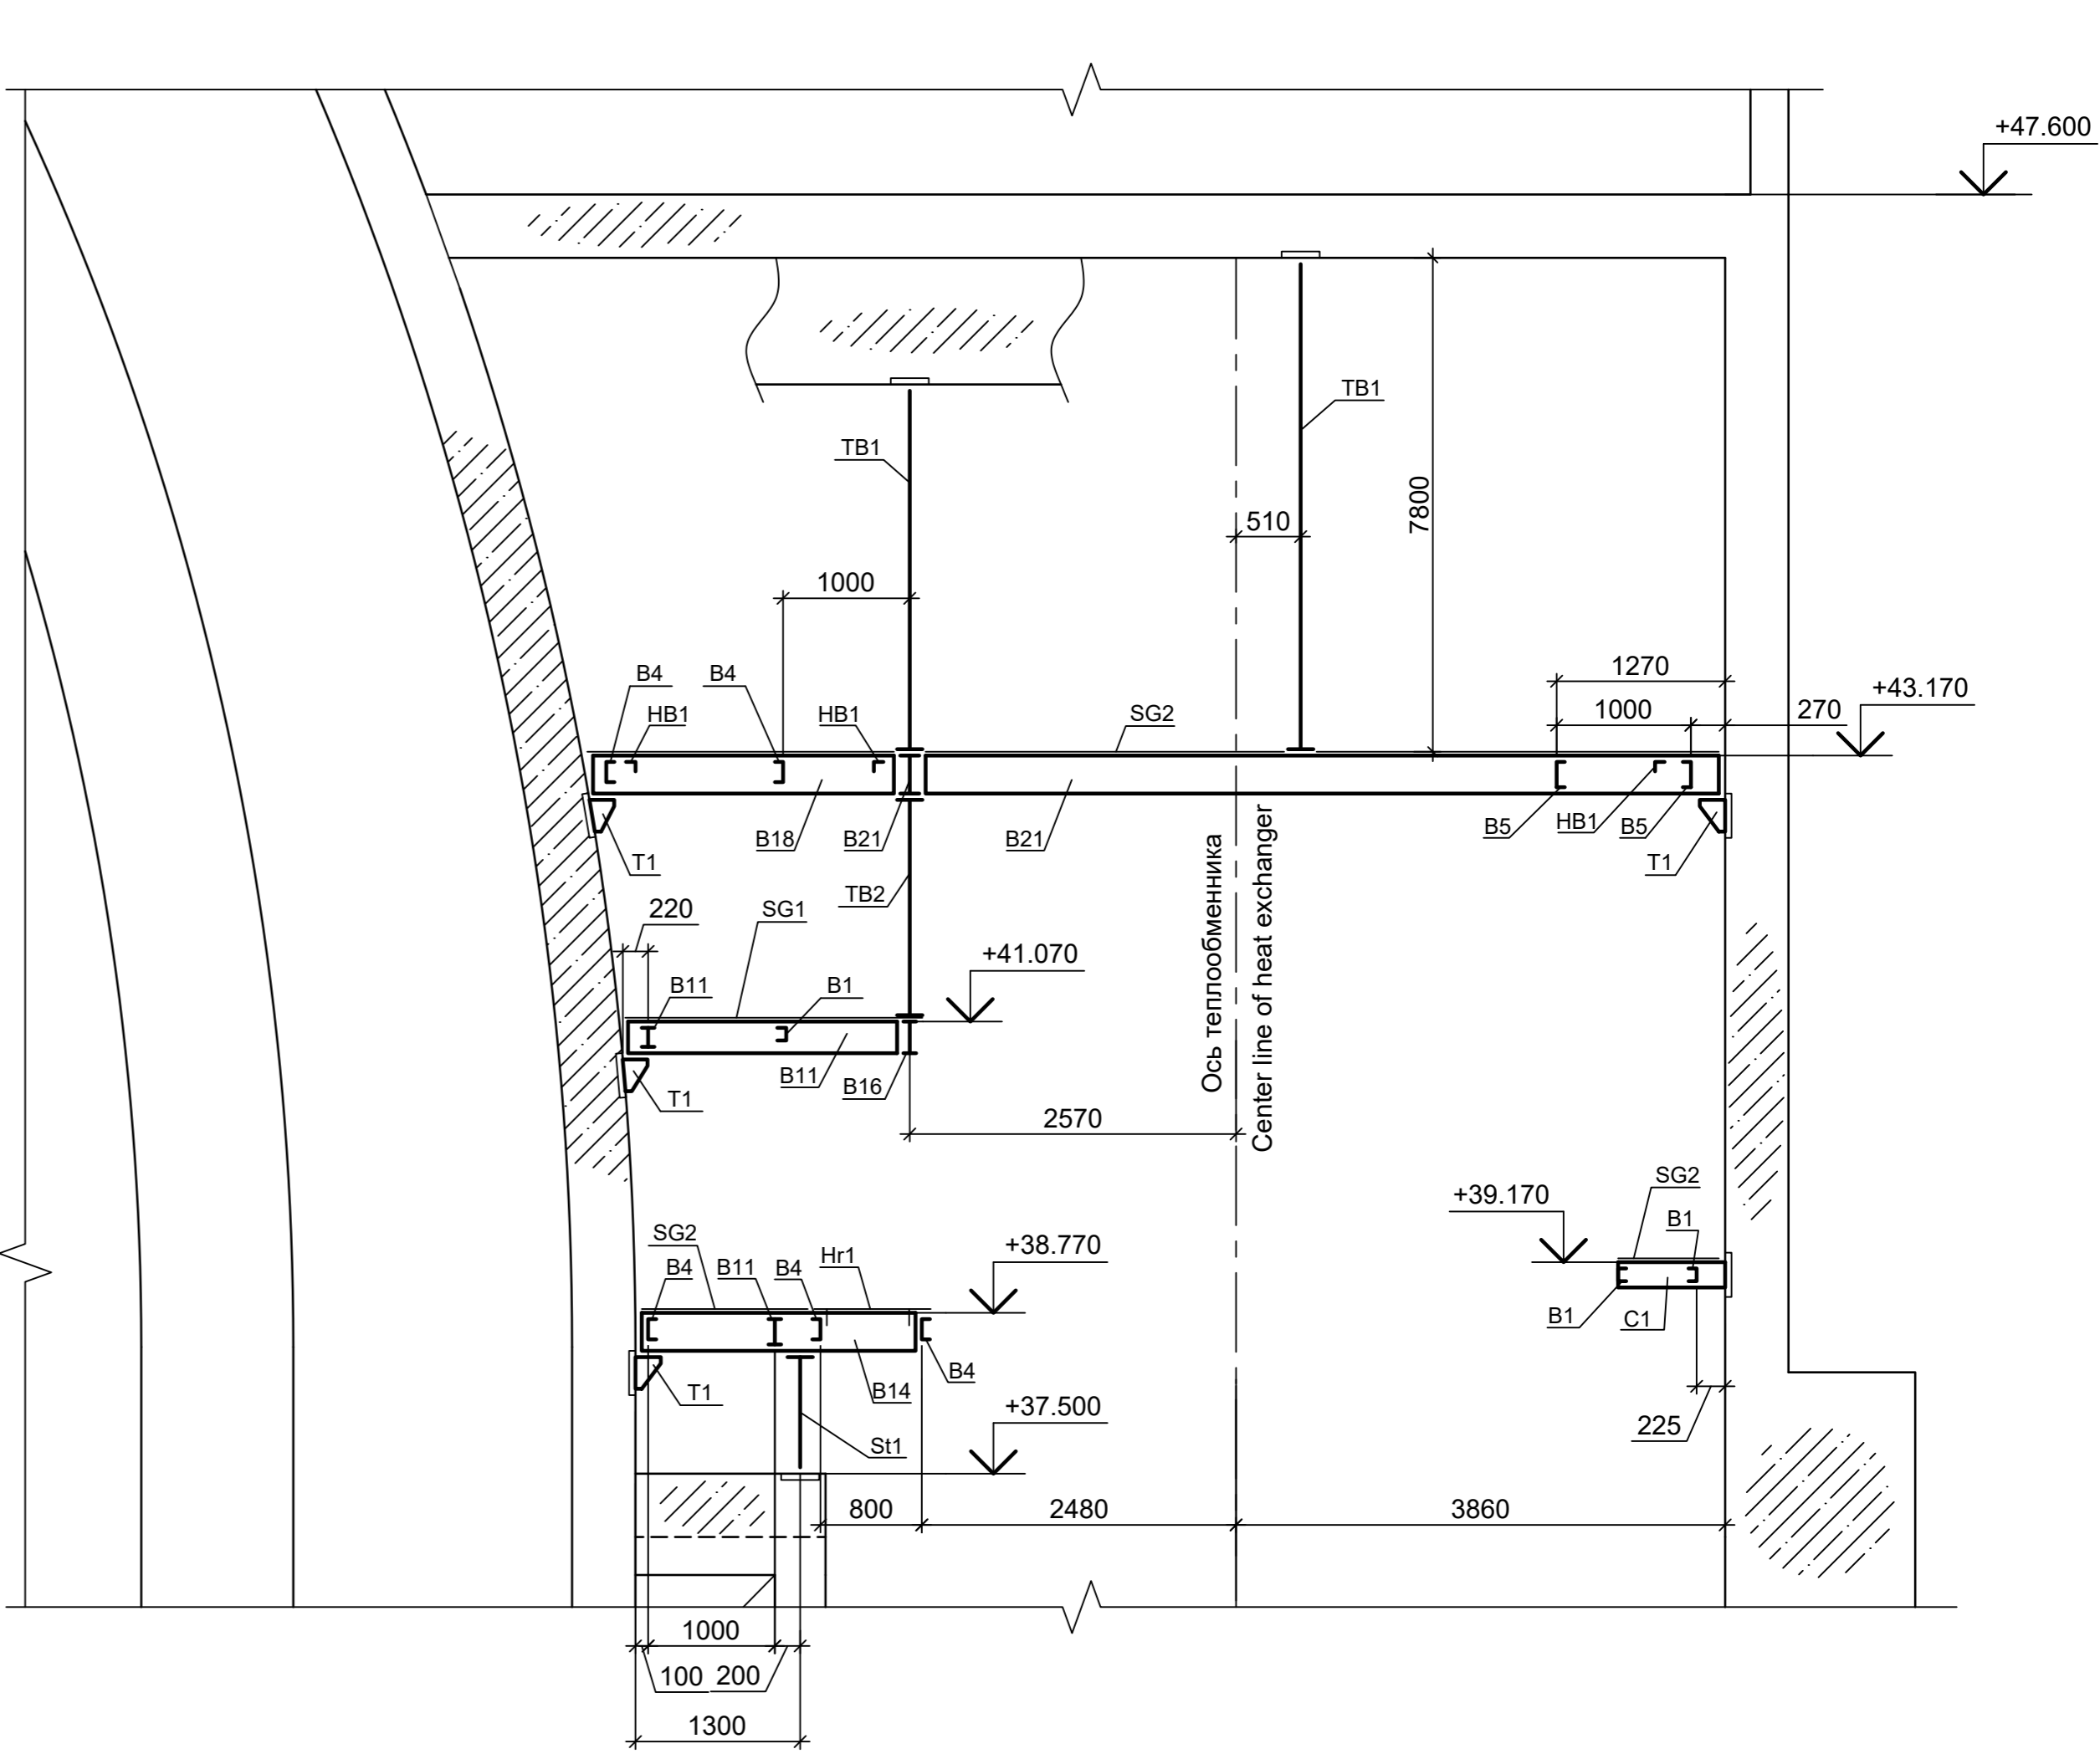 +47.600
TB1
TB1
7800
510
1000
1270
+43.170
B4
B4
1000
270
HB1
HB1
SG2
B18
B21
B21
B5
HB1
B5
T1
T1
TB2
220
SG1
+41.070
B11
B1
B11
B16
T1
2570
Ось теплообменника
Center line of heat exchanger
SG2
+39.170
B1
SG2
Hr1
+38.770
B4
B11
B4
B1
C1
B4
T1
B14
+37.500
225
St1
800
2480
3860
1000
100
200
1300